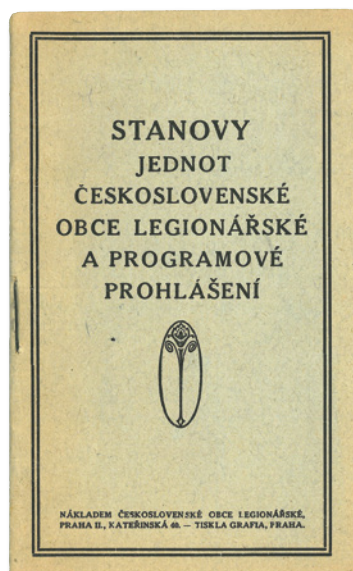 STANOVY
JEDNOT
ČESKOSLOVENSKÉ
OBCE LEGIONÁŘSKÉ
A PROGRAMOVÉ
PROHLÁŠENÍ
NÁKLADEM ČESKOSLOVENSKÉ OBCE LEGIONÁŘSKÉ,
PRAHA II., KATEŘINSKÁ 40. — TISKLA GRAFIA, PRAHA.